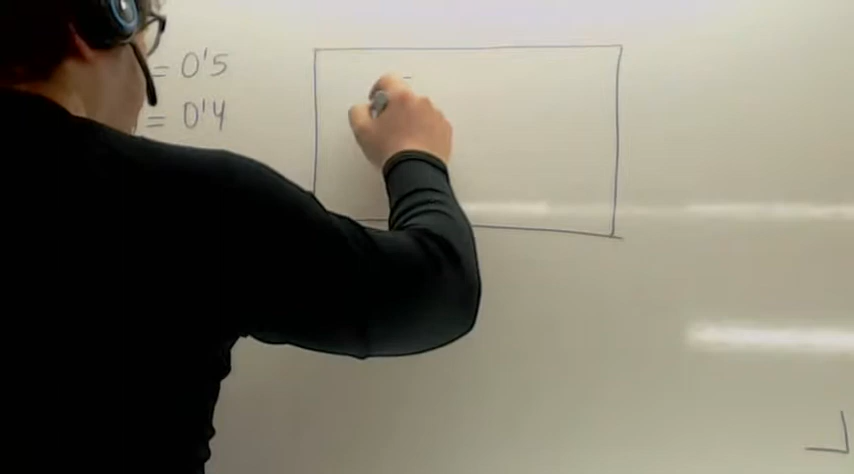 = 0'5
= 0'4